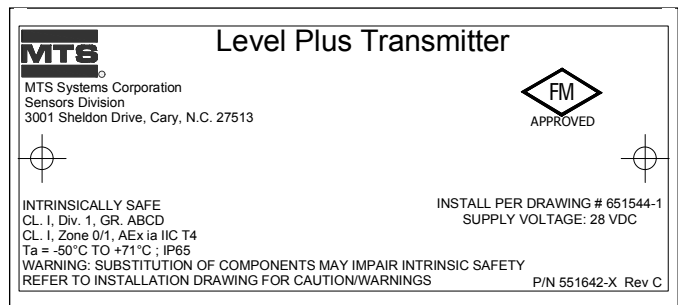 MTS
Level Plus Transmitter
MTS Systems Corporation
Sensors Division
3001 Sheldon Drive, Cary, N.C. 27513
FM
APPROVED
INTRINSICALLY SAFE
CL. I, Div. 1, GR. ABCD
CL. I, Zone 0/1, AEx ia IIC T4
Ta = -50°C TO +71°C ; IP65
WARNING: SUBSTITUTION OF COMPONENTS MAY IMPAIR INTRINSIC SAFETY
REFER TO INSTALLATION DRAWING FOR CAUTION/WARNINGS
INSTALL PER DRAWING # 651544-1
SUPPLY VOLTAGE: 28 VDC
P/N 551642-X Rev C